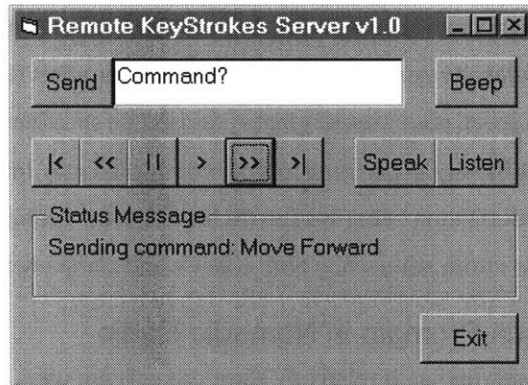 Remote KeyStrokes Server v1.0
Send Command? Beep
|< << || > >> >| Speak Listen
Status Message
Sending command: Move Forward
Exit